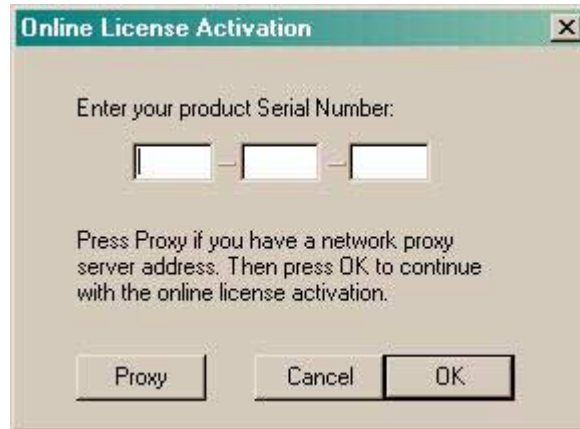 Online License Activation
Enter your product Serial Number:
Press Proxy if you have a network proxy
server address. Then press OK to continue
with the online license activation.
Proxy Cancel OK